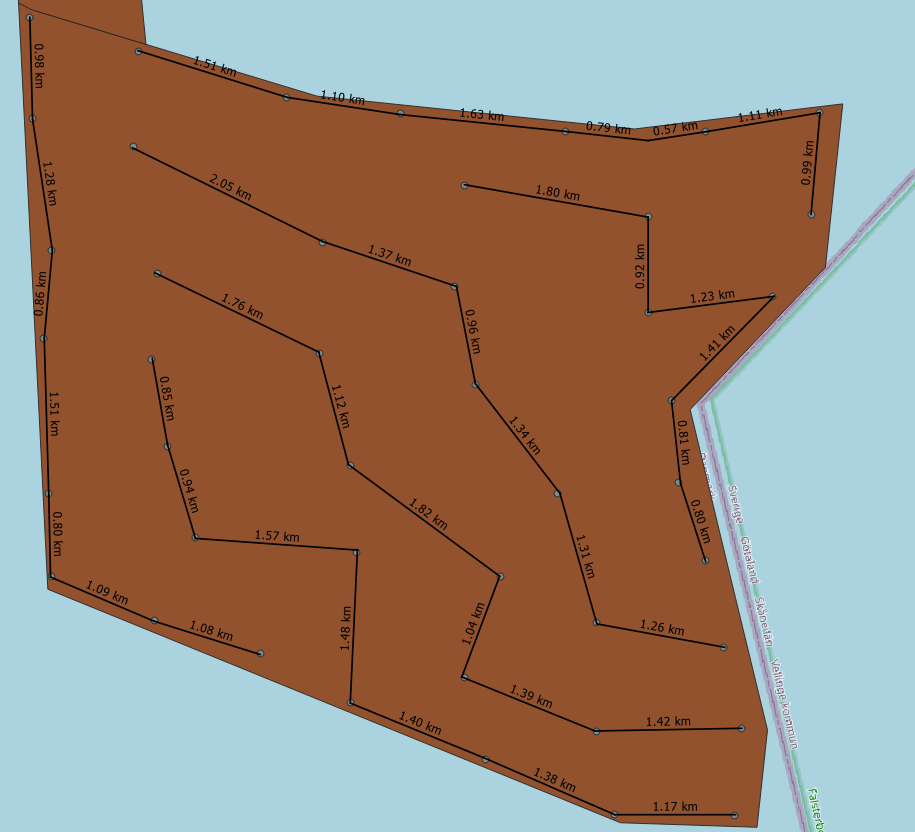 0.98 km
1.51 km
1.10 km
1.63 km
0.79 km
0.57 km
1.11 km
0.99 km
1.28 km
2.05 km
1.80 km
1.37 km
0.92 km
0.86 km
1.76 km
0.96 km
1.23 km
1.41 km
1.51 km
0.85 km
1.12 km
1.34 km
0.81 km
0.94 km
1.82 km
0.80 km
0.80 km
1.57 km
1.31 km
1.09 km
1.08 km
1.48 km
1.04 km
1.26 km
1.39 km
1.42 km
1.40 km
1.38 km
1.17 km
Danmark
Sverige
Götaland
Skåne län
Vellinge kommun